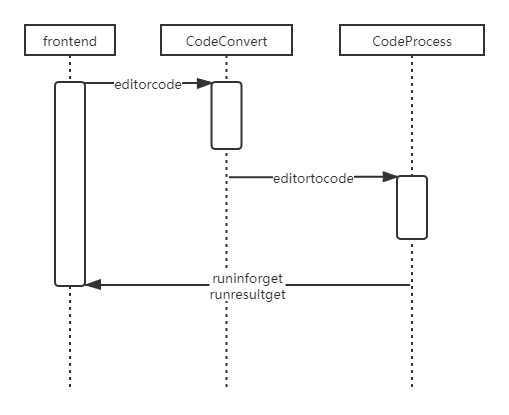 frontend
CodeConvert
CodeProcess
editorcode
editortocode
runinforget
runresultget